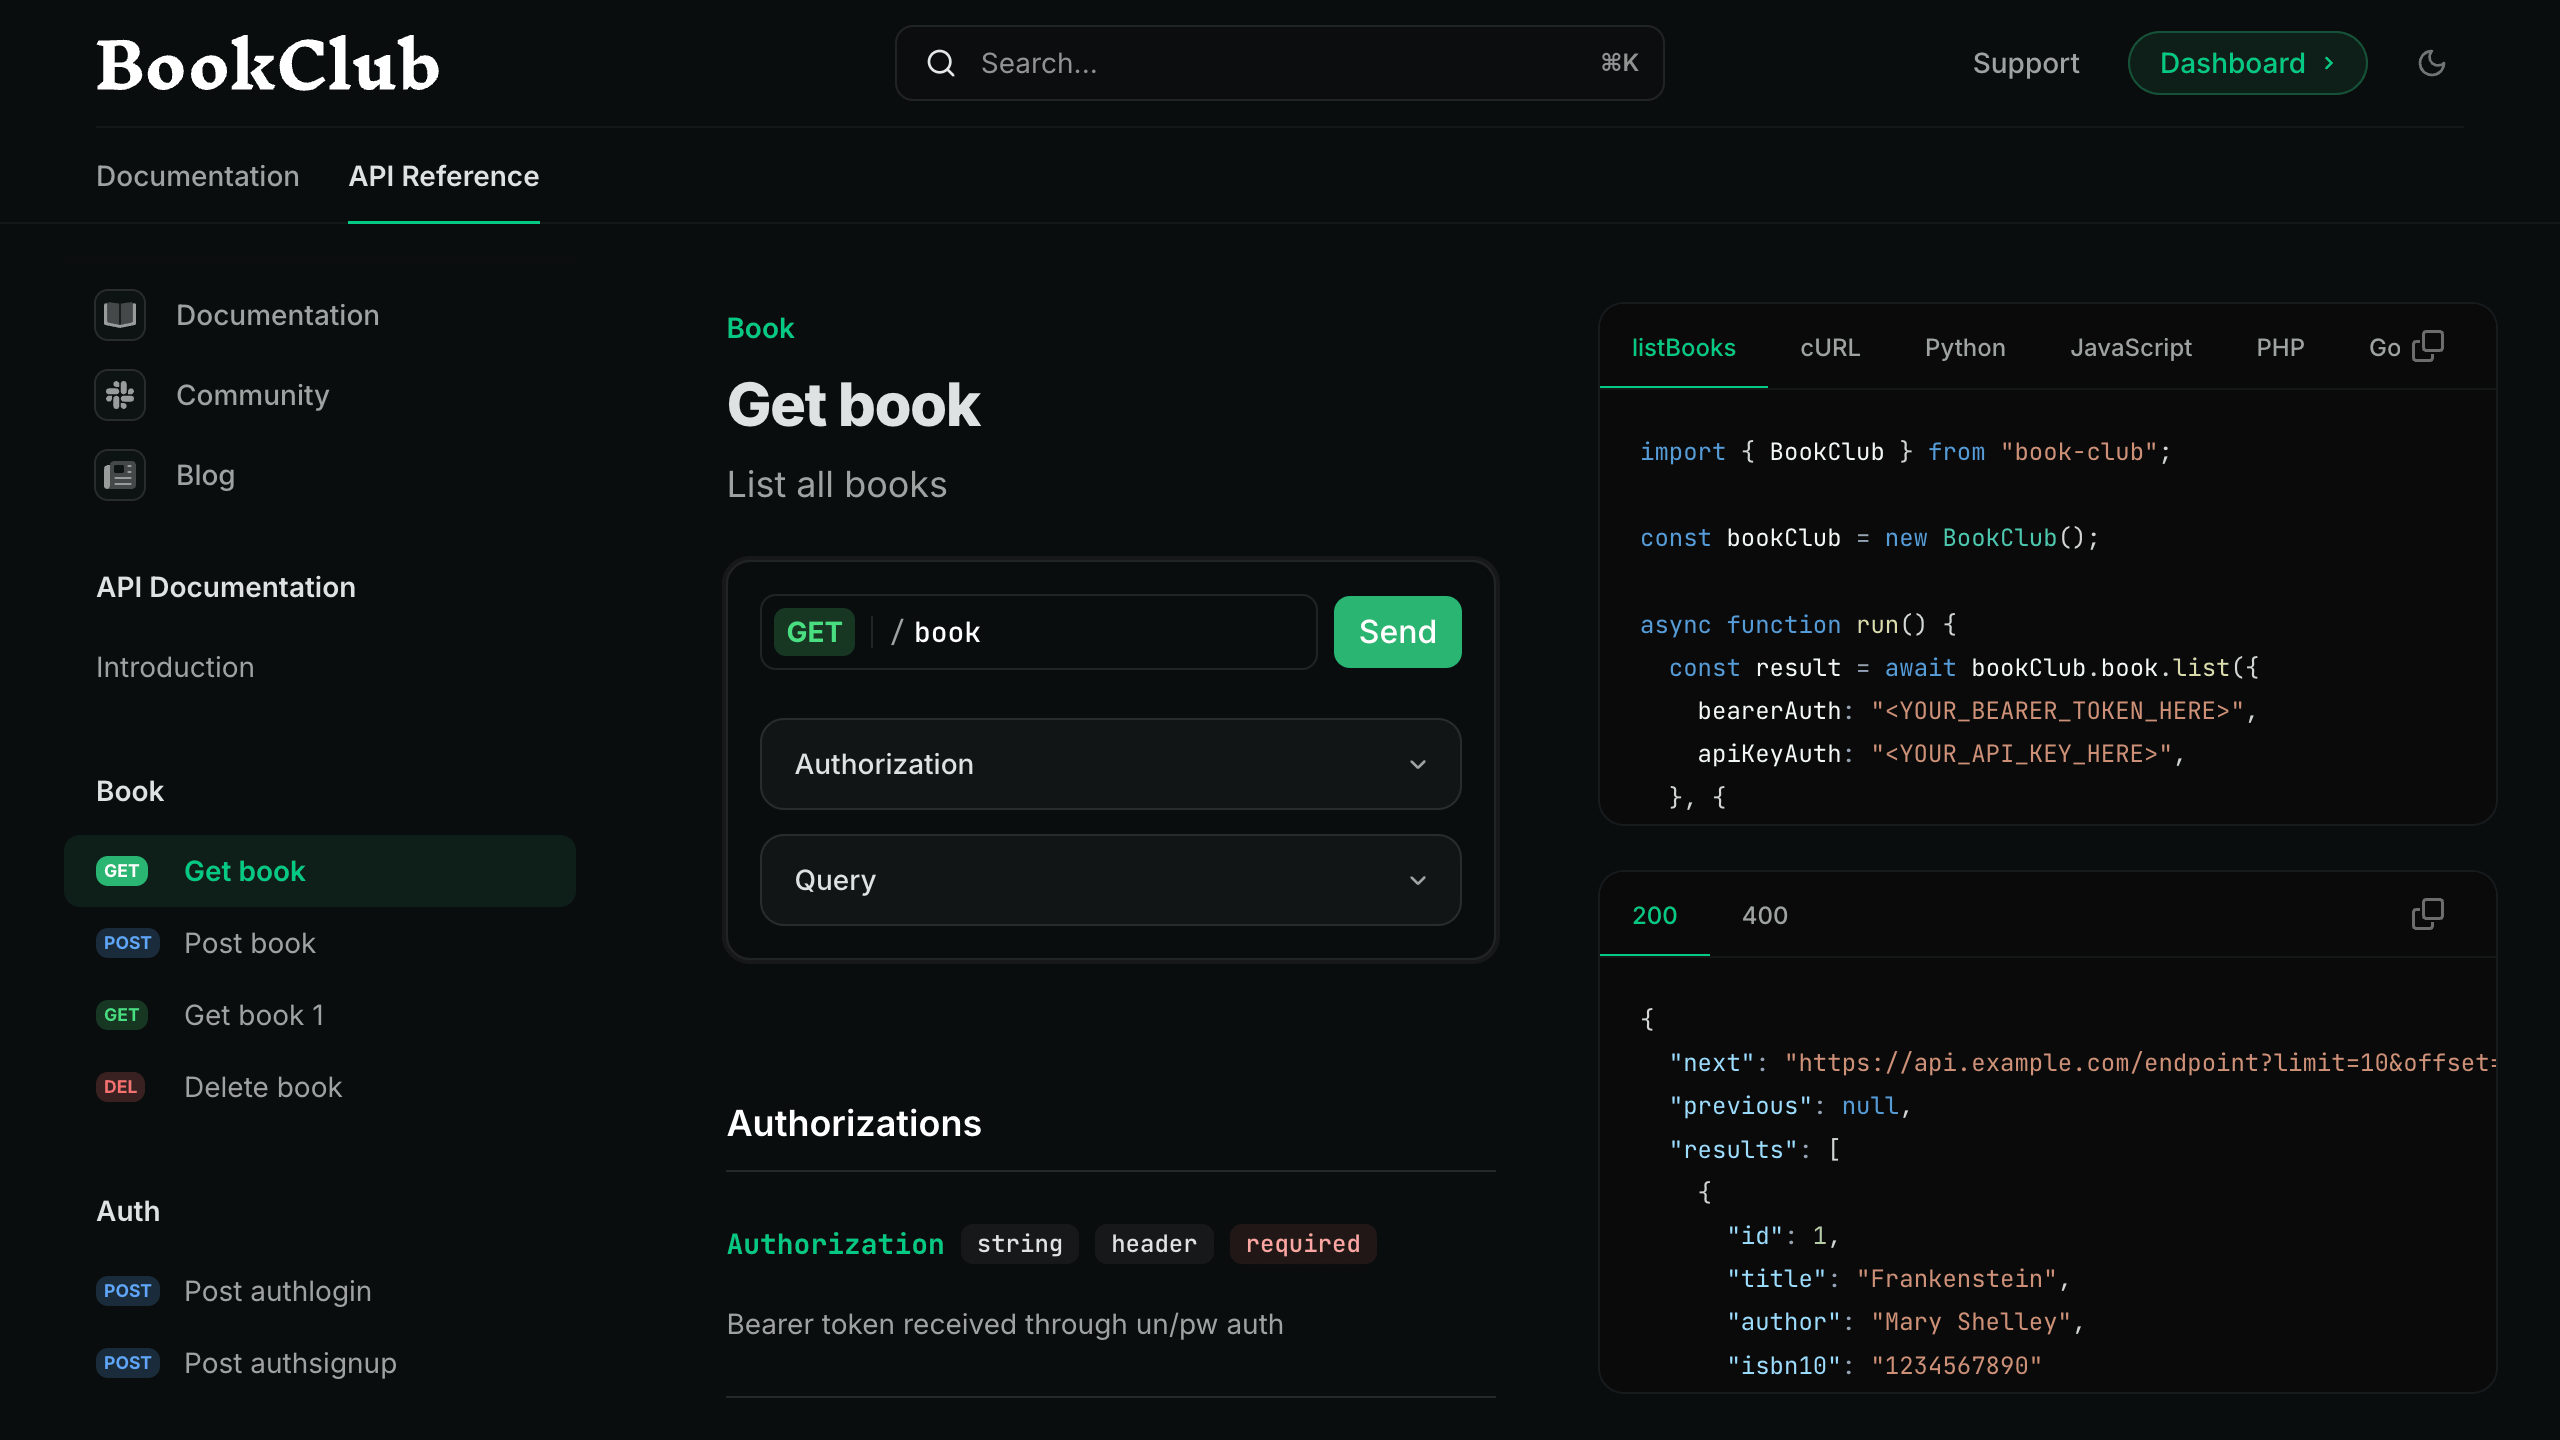 BookClub
Search...
⌘K
Support
Dashboard
Documentation
API Reference
Documentation
Community
Blog
API Documentation
Introduction
Book
GET Get book
POST Post book
GET Get book 1
DEL Delete book
Auth
POST Post authlogin
POST Post authsignup
Book
Get book
List all books
GET / book
Send
Authorization
Query
Authorizations
Authorization string header required
Bearer token received through un/pw auth
listBooks cURL Python JavaScript PHP Go
import { BookClub } from "book-club";
const bookClub = new BookClub();
async function run() {
const result = await bookClub.book.list({
bearerAuth: "<YOUR_BEARER_TOKEN_HERE>",
apiKeyAuth: "<YOUR_API_KEY_HERE>",
}, {
200 400
{
"next": "https://api.example.com/endpoint?limit=10&offset=
"previous": null,
"results": [
{
"id": 1,
"title": "Frankenstein",
"author": "Mary Shelley",
"isbn10": "1234567890"